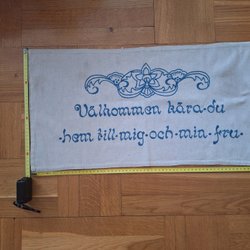 Välkommen kära·du
·hem till·mig·och·min·fru·